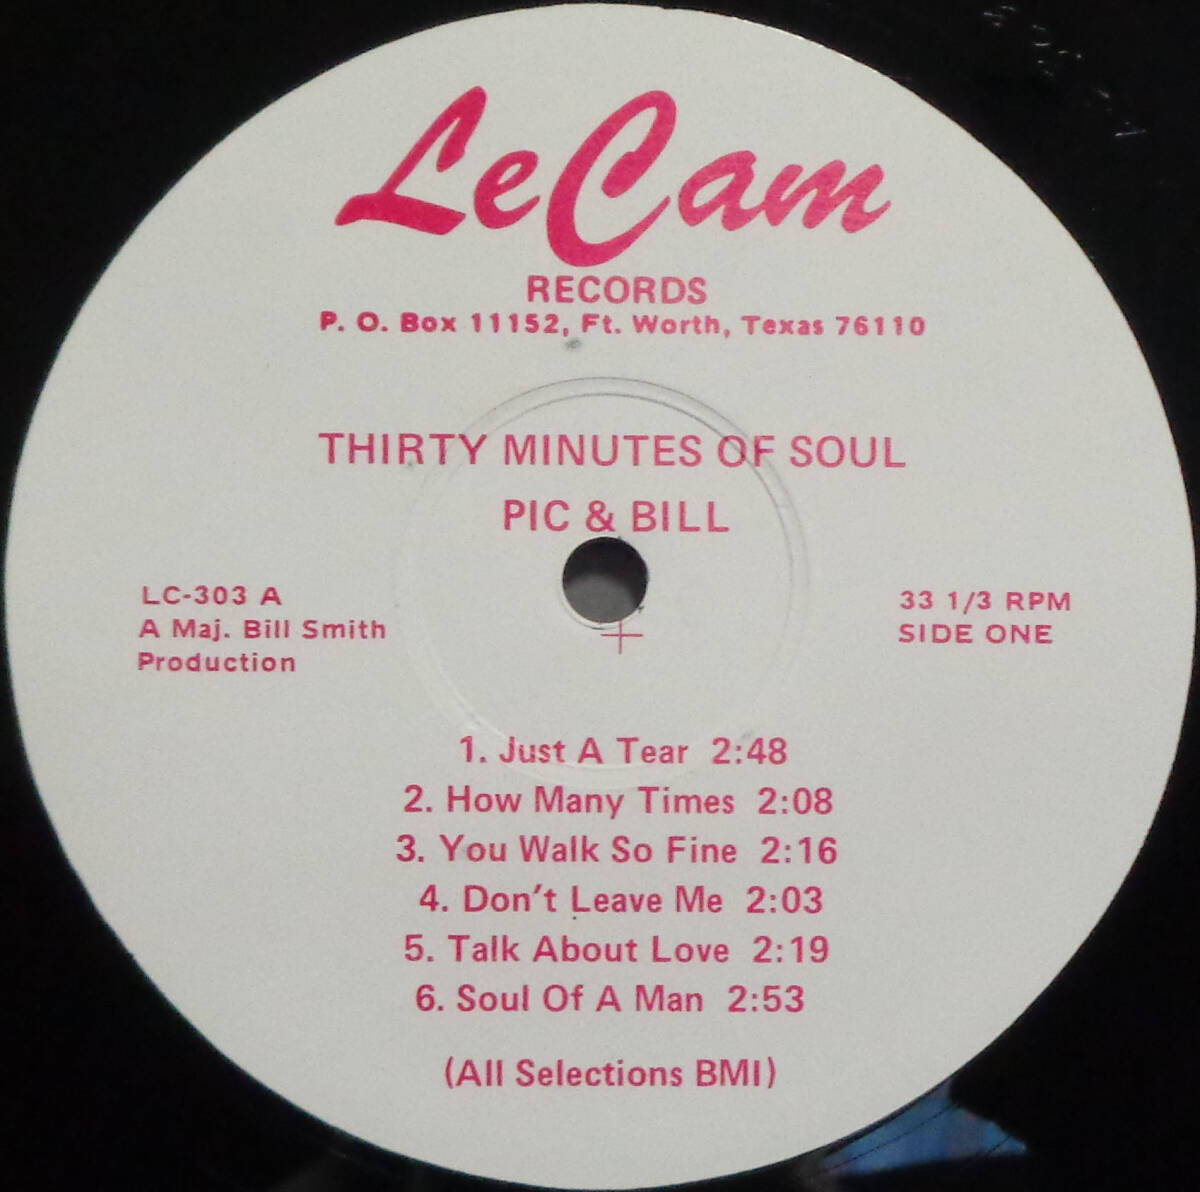 LeCam
RECORDS
P. O. Box 11152, Ft. Worth, Texas 76110
THIRTY MINUTES OF SOUL
PIC & BILL
LC-303 A
A Maj. Bill Smith
Production
33 1/3 RPM
SIDE ONE
1. Just A Tear 2:48
2. How Many Times 2:08
3. You Walk So Fine 2:16
4. Don't Leave Me 2:03
5. Talk About Love 2:19
6. Soul Of A Man 2:53
(All Selections BMI)